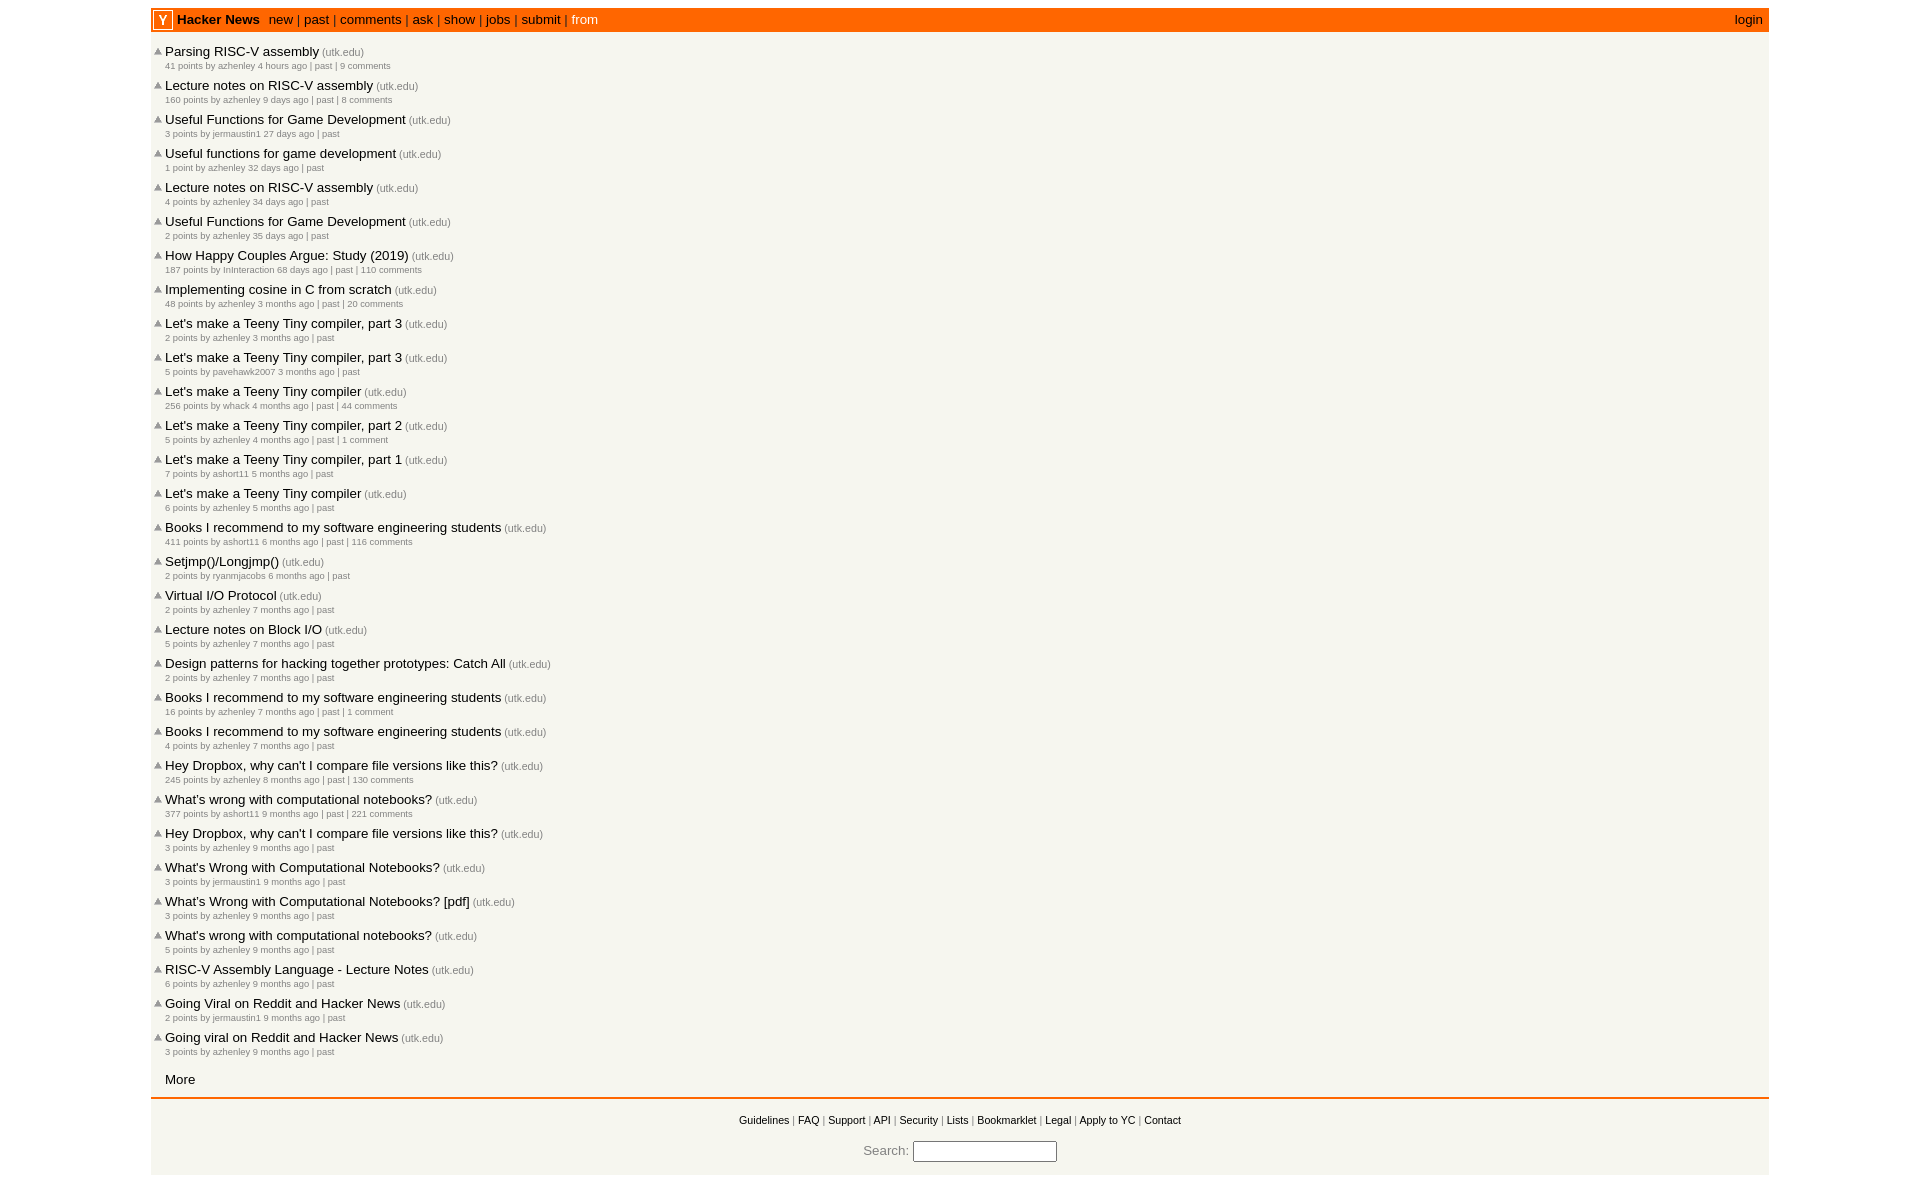 Y Hacker News new | past | comments | ask | show | jobs | submit | from login
Parsing RISC-V assembly (utk.edu)
41 points by azhenley 4 hours ago | past | 9 comments
Lecture notes on RISC-V assembly (utk.edu)
160 points by azhenley 9 days ago | past | 8 comments
Useful Functions for Game Development (utk.edu)
3 points by jermaustin1 27 days ago | past
Useful functions for game development (utk.edu)
1 point by azhenley 32 days ago | past
Lecture notes on RISC-V assembly (utk.edu)
4 points by azhenley 34 days ago | past
Useful Functions for Game Development (utk.edu)
2 points by azhenley 35 days ago | past
How Happy Couples Argue: Study (2019) (utk.edu)
187 points by InInteraction 68 days ago | past | 110 comments
Implementing cosine in C from scratch (utk.edu)
48 points by azhenley 3 months ago | past | 20 comments
Let's make a Teeny Tiny compiler, part 3 (utk.edu)
2 points by azhenley 3 months ago | past
Let's make a Teeny Tiny compiler, part 3 (utk.edu)
5 points by pavehawk2007 3 months ago | past
Let's make a Teeny Tiny compiler (utk.edu)
256 points by whack 4 months ago | past | 44 comments
Let's make a Teeny Tiny compiler, part 2 (utk.edu)
5 points by azhenley 4 months ago | past | 1 comment
Let's make a Teeny Tiny compiler, part 1 (utk.edu)
7 points by ashort11 5 months ago | past
Let's make a Teeny Tiny compiler (utk.edu)
6 points by azhenley 5 months ago | past
Books I recommend to my software engineering students (utk.edu)
411 points by ashort11 6 months ago | past | 116 comments
Setjmp()/Longjmp() (utk.edu)
2 points by ryanmjacobs 6 months ago | past
Virtual I/O Protocol (utk.edu)
2 points by azhenley 7 months ago | past
Lecture notes on Block I/O (utk.edu)
5 points by azhenley 7 months ago | past
Design patterns for hacking together prototypes: Catch All (utk.edu)
2 points by azhenley 7 months ago | past
Books I recommend to my software engineering students (utk.edu)
16 points by azhenley 7 months ago | past | 1 comment
Books I recommend to my software engineering students (utk.edu)
4 points by azhenley 7 months ago | past
Hey Dropbox, why can't I compare file versions like this? (utk.edu)
245 points by azhenley 8 months ago | past | 130 comments
What's wrong with computational notebooks? (utk.edu)
377 points by ashort11 9 months ago | past | 221 comments
Hey Dropbox, why can't I compare file versions like this? (utk.edu)
3 points by azhenley 9 months ago | past
What's Wrong with Computational Notebooks? (utk.edu)
3 points by jermaustin1 9 months ago | past
What's Wrong with Computational Notebooks? [pdf] (utk.edu)
3 points by azhenley 9 months ago | past
What's wrong with computational notebooks? (utk.edu)
5 points by azhenley 9 months ago | past
RISC-V Assembly Language - Lecture Notes (utk.edu)
6 points by azhenley 9 months ago | past
Going Viral on Reddit and Hacker News (utk.edu)
2 points by jermaustin1 9 months ago | past
Going viral on Reddit and Hacker News (utk.edu)
3 points by azhenley 9 months ago | past
More
Guidelines | FAQ | Support | API | Security | Lists | Bookmarklet | Legal | Apply to YC | Contact
Search: